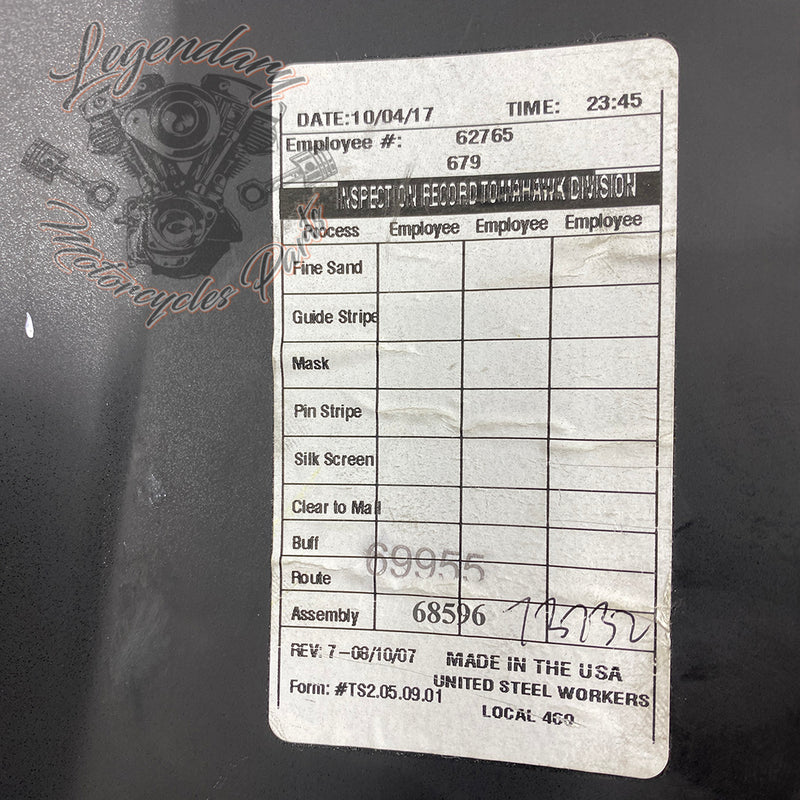 Legendary
Motorcycles Parts
DATE:10/04/17 TIME: 23:45
Employee #: 62765
679
INSPECTION RECORD TOMAHAWK DIVISION
Process Employee Employee Employee
Fine Sand
Guide Stripe
Mask
Pin Stripe
Silk Screen
Clear to Mall
Buff
69955
Route
Assembly 68596
REV: 7-08/10/07
MADE IN THE USA
Form: #TS2.05.09.01
UNITED STEEL WORKERS
LOCAL